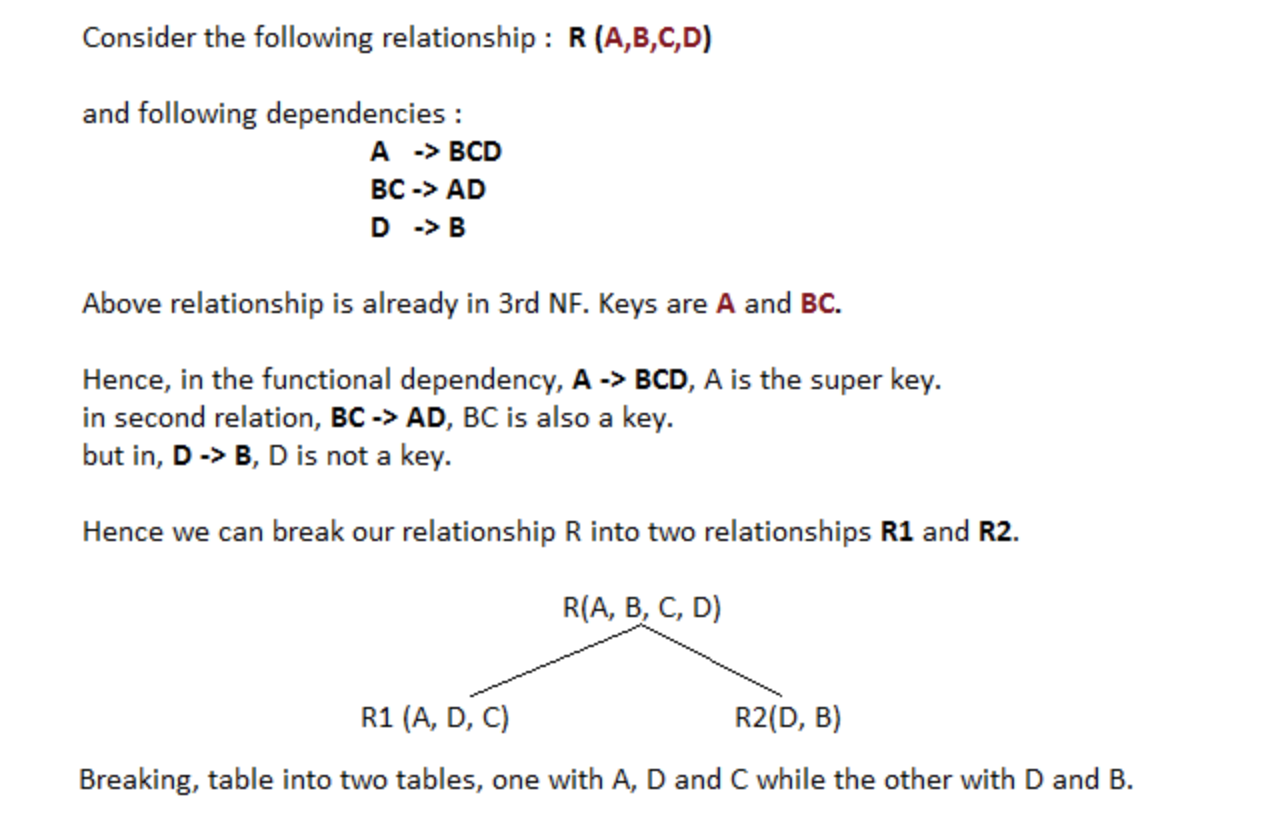 Consider the following relationship : R (A,B,C,D)
and following dependencies :
A -> BCD
BC -> AD
D -> B
Above relationship is already in 3rd NF. Keys are A and BC.
Hence, in the functional dependency, A -> BCD, A is the super key.
in second relation, BC -> AD, BC is also a key.
but in, D -> B, D is not a key.
Hence we can break our relationship R into two relationships R1 and R2.
R(A, B, C, D)
R1 (A, D, C) R2(D, B)
Breaking, table into two tables, one with A, D and C while the other with D and B.